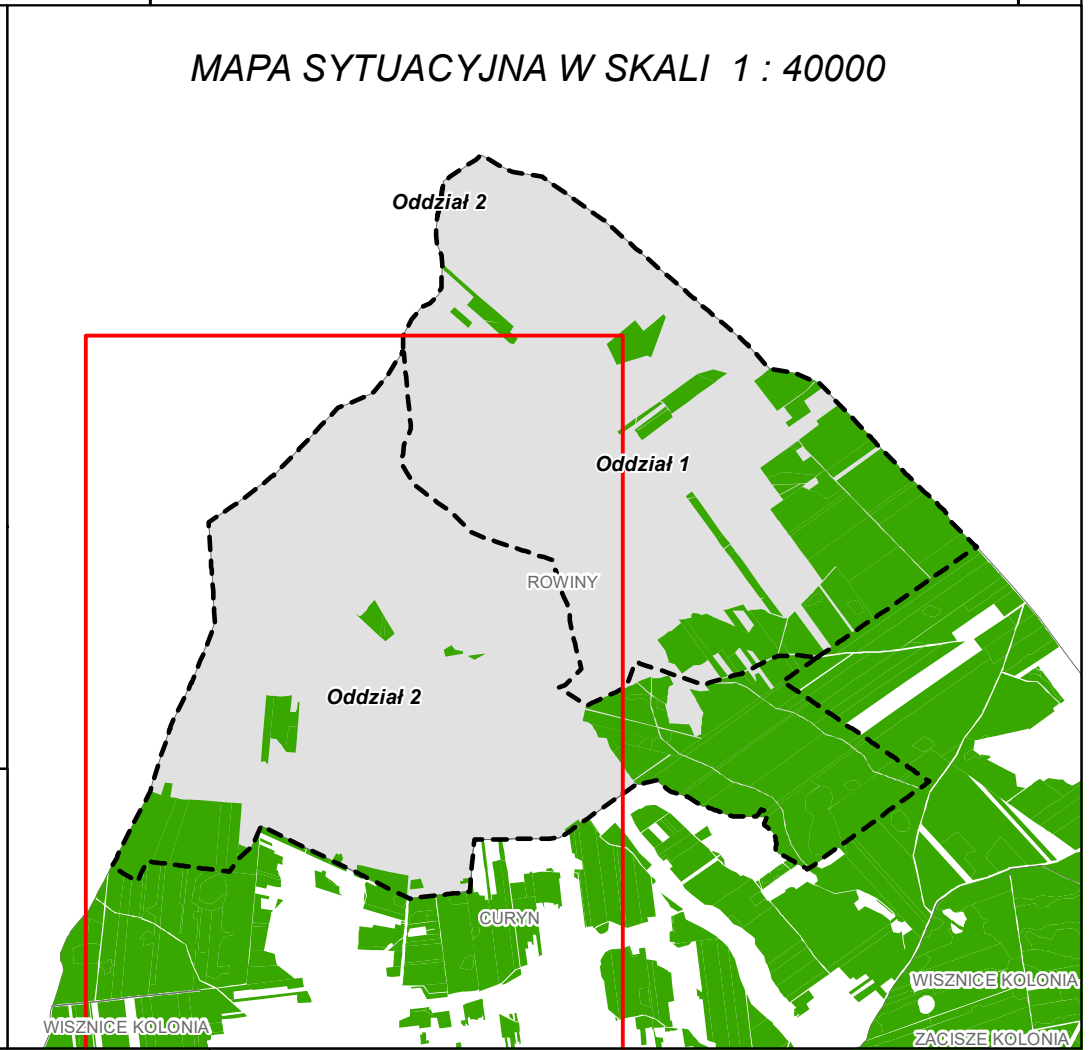 MAPA SYTUACYJNA W SKALI 1 : 40000
Oddział 2
Oddział 1
ROWINY
Oddział 2
CURYN
WISZNICE KOLONIA
WISZNICE KOLONIA
ZACISZE KOLONIA